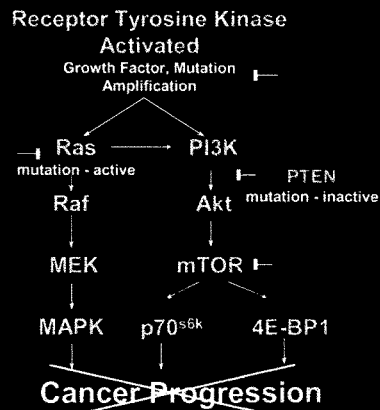 Receptor Tyrosine Kinase
Activated
Growth Factor, Mutation
Amplification
Ras PI3K
mutation - active PTEN
mutation - inactive
Raf Akt
MEK mTOR
MAPK p70s6k 4E-BP1
Cancer Progression